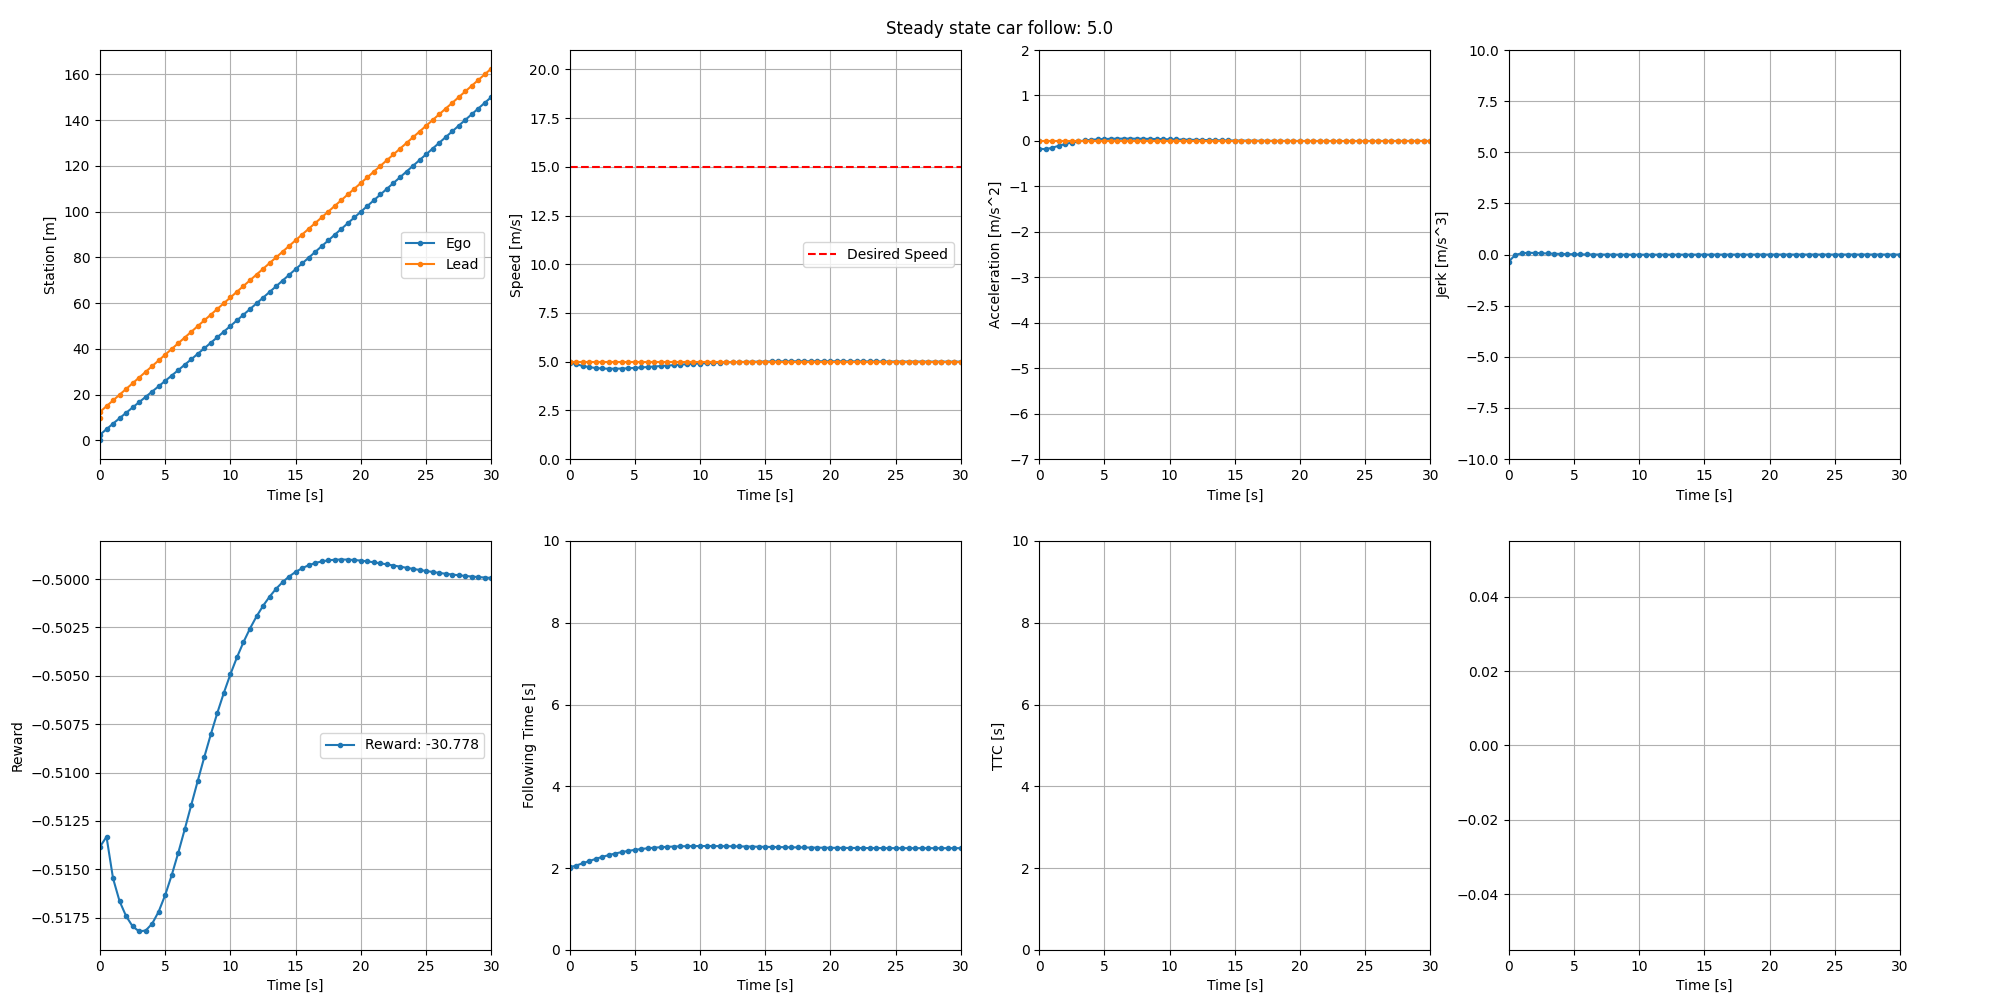 Steady state car follow: 5.0
160
140
120
100
80
60
40
20
0
Station [m]
Ego
Lead
0 5 10 15 20 25 30
Time [s]
20.0
17.5
15.0
12.5
10.0
7.5
5.0
2.5
0.0
Speed [m/s]
Desired Speed
0 5 10 15 20 25 30
Time [s]
2
1
0
−1
−2
−3
−4
−5
−6
−7
Acceleration [m/s^2]
0 5 10 15 20 25 30
Time [s]
10.0
7.5
5.0
2.5
0.0
−2.5
−5.0
−7.5
−10.0
Jerk [m/s^3]
0 5 10 15 20 25 30
Time [s]
−0.5000
−0.5025
−0.5050
−0.5075
−0.5100
−0.5125
−0.5150
−0.5175
Reward
Reward: -30.778
0 5 10 15 20 25 30
Time [s]
10
8
6
4
2
0
Following Time [s]
0 5 10 15 20 25 30
Time [s]
10
8
6
4
2
0
TTC [s]
0 5 10 15 20 25 30
Time [s]
0.04
0.02
0.00
−0.02
−0.04
0 5 10 15 20 25 30
Time [s]